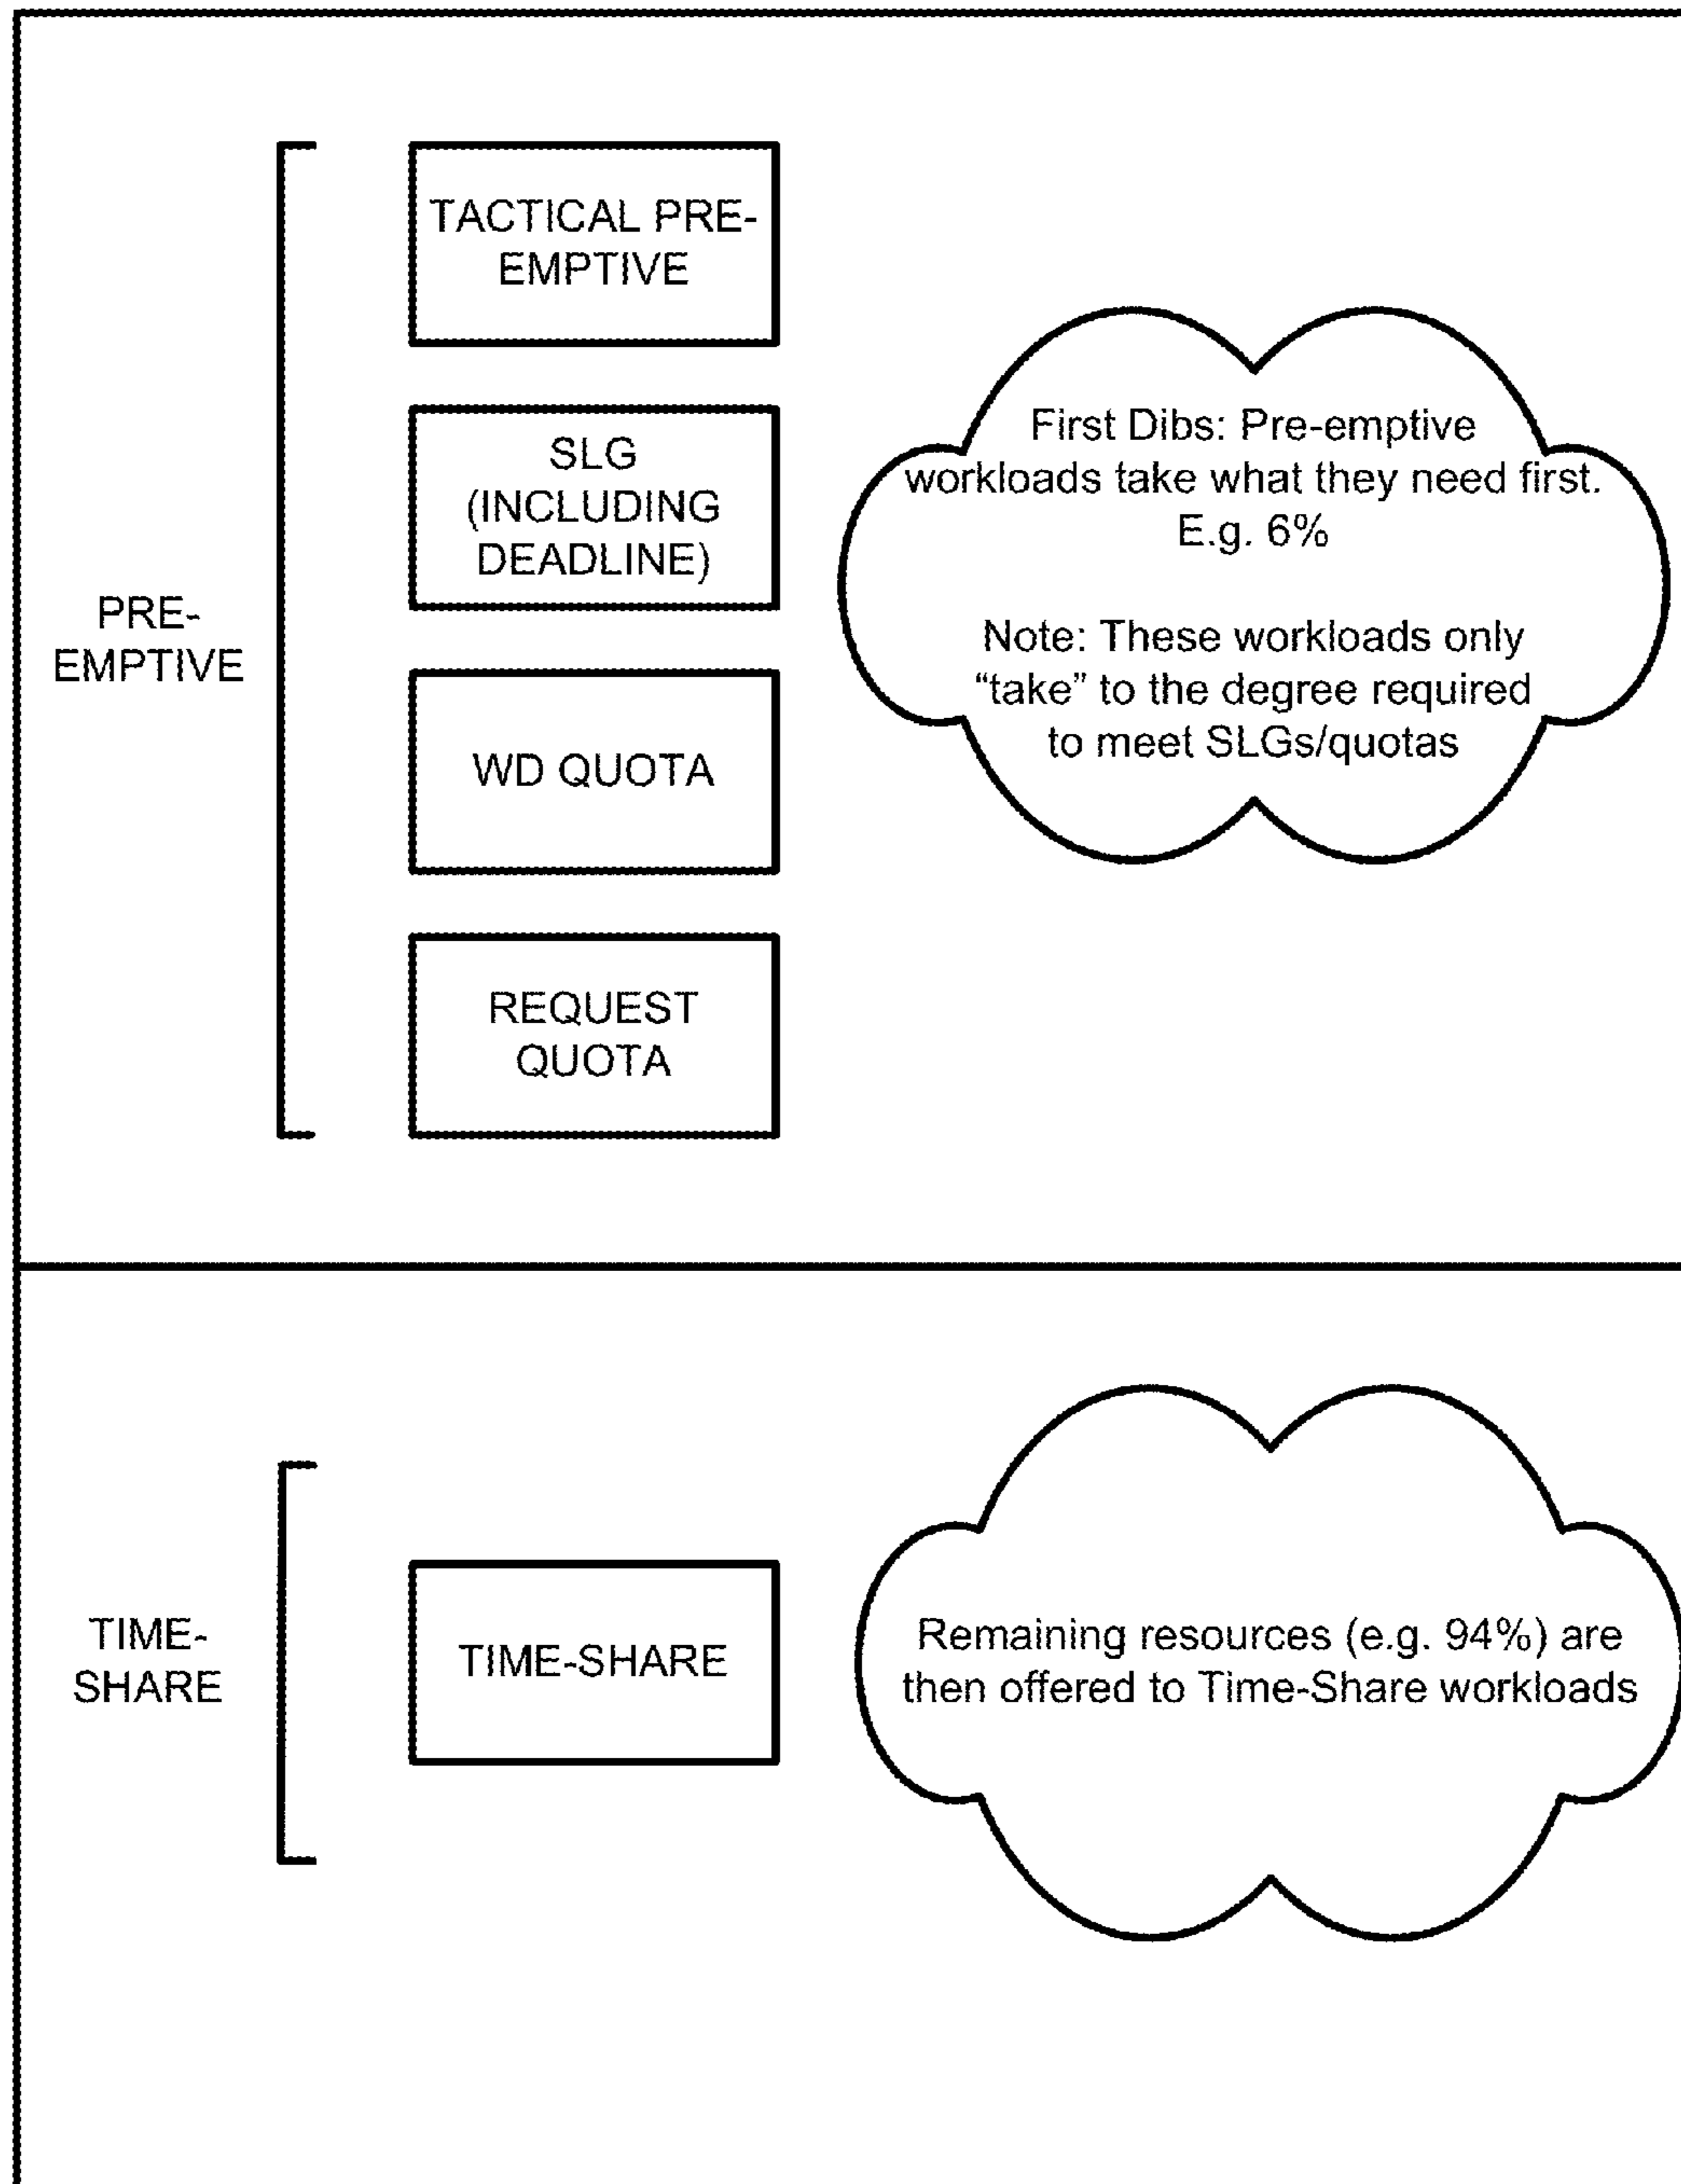 PRE-
EMPTIVE
TACTICAL PRE-
EMPTIVE
SLG
(INCLUDING
DEADLINE)
WD QUOTA
REQUEST
QUOTA
First Dibs: Pre-emptive
workloads take what they need first.
E.g. 6%
Note: These workloads only
“take” to the degree required
to meet SLGs/quotas
TIME-
SHARE
TIME-SHARE
Remaining resources (e.g. 94%) are
then offered to Time-Share workloads